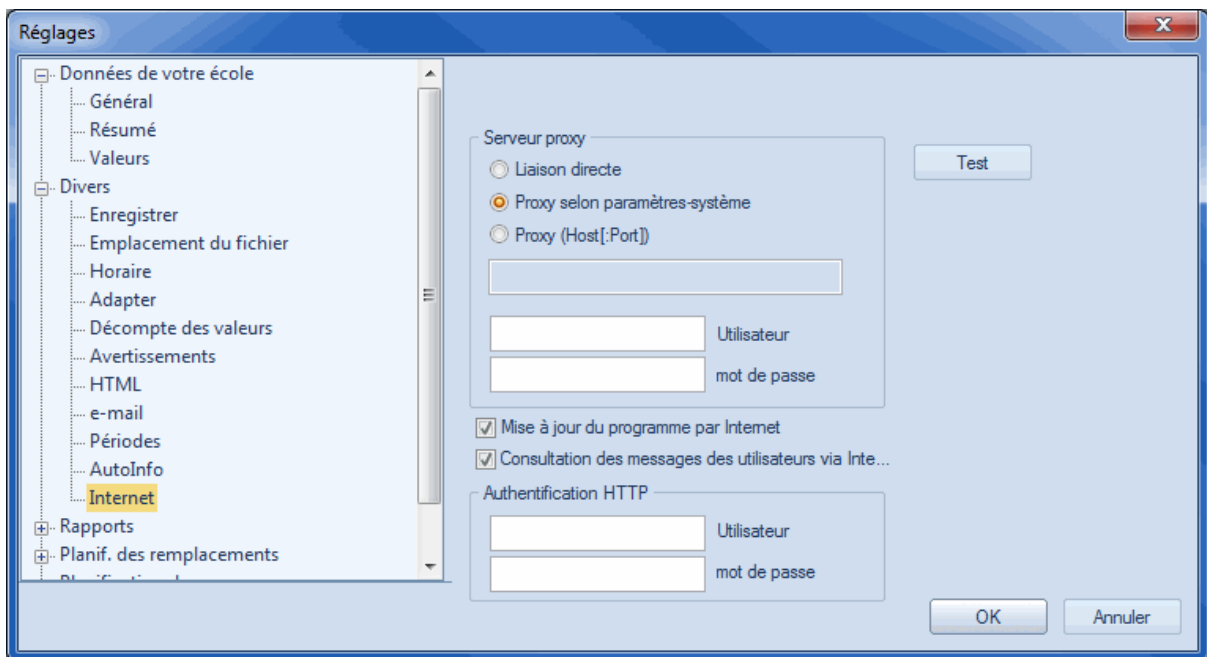 Réglages
Données de votre école
Général
Résumé
Valeurs
Divers
Enregistrer
Emplacement du fichier
Horaire
Adapter
Décompte des valeurs
Avertissements
HTML
e-mail
Périodes
AutoInfo
Internet
Rapports
Planif. des remplacements
Serveur proxy
Liaison directe
Proxy selon paramètres-système
Proxy (Host[:Port])
Utilisateur
mot de passe
Mise à jour du programme par Internet
Consultation des messages des utilisateurs via Inte...
Authentification HTTP
Utilisateur
mot de passe
Test
OK
Annuler